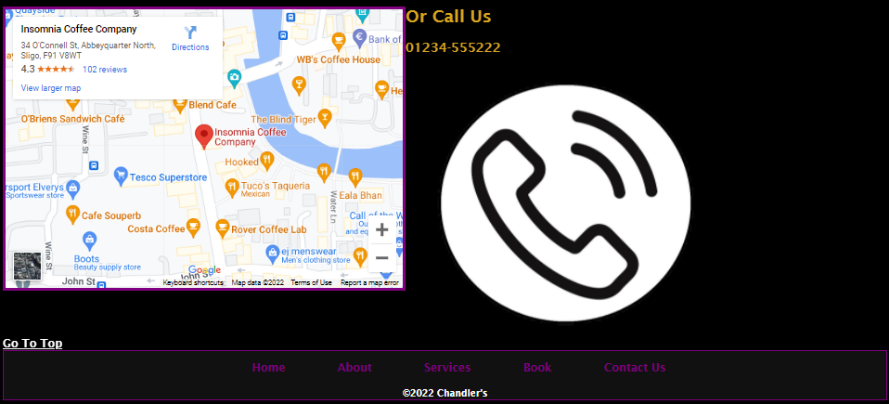 Quayside
Shopping
Insomnia Coffee Company
34 O'Connell St, Abbeyquarter North,
Sligo, F91 V8WT
4.3
102 reviews
View larger map
Directions
Bank of
WB's Coffee House
Blend Cafe
He
O'Briens Sandwich Café
The Blind Tiger
Wine St
Insomnia Coffee
Company
Hooked
Tesco Superstore
rsport Elverys
Sportswear store
Tuco's Taqueria
Mexican
Eala Bhan
Water Ln
Cafe Souperb
Call of the W
Costa Coffee
Rover Coffee Lab
Boots
Beauty supply store
Wine St
ej menswear
Men's clothing store
John St
John St
Google
Keyboard shortcuts
Map data ©2022
Terms of Use
Report a map error
Or Call Us
01234-555222
Go To Top
Home About Services Book Contact Us
©2022 Chandler's